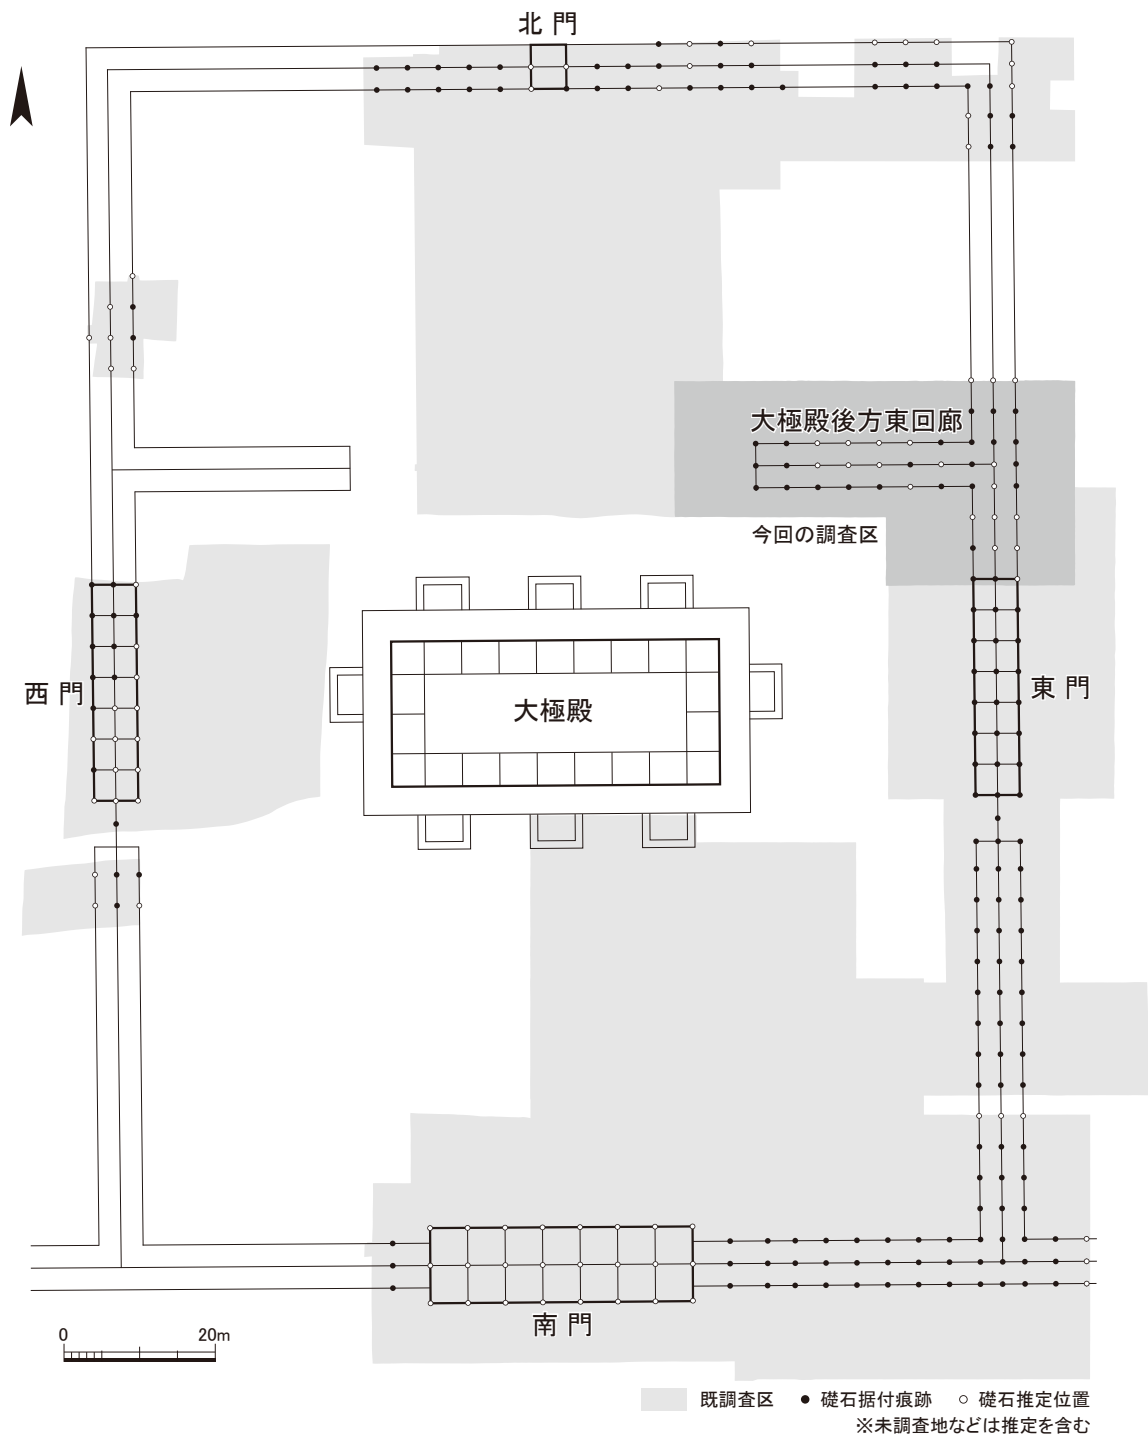 北門
大極殿後方東回廊
今回の調査区
西門
大極殿
東門
南門
0 20m
既調査区 ● 礎石据付痕跡 ○ 礎石推定位置
※未調査地などは推定を含む